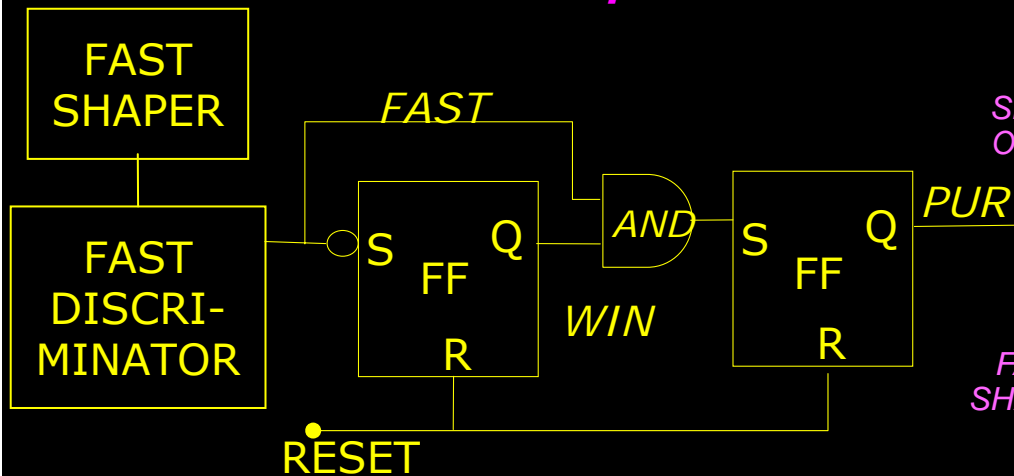 FAST
SHAPER
FAST
DISCRI-
MINATOR
FAST
S
Q
FF
R
WIN
AND
S
Q
FF
R
PUR
RESET